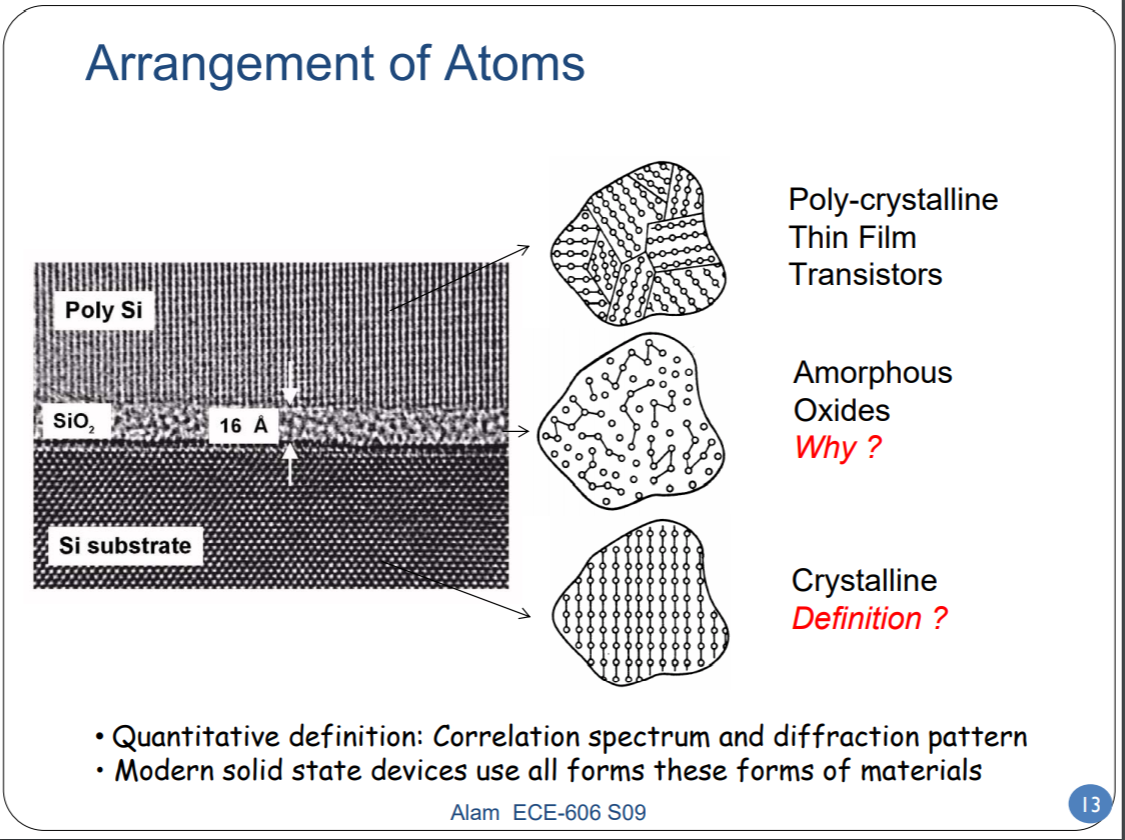 Arrangement of Atoms
Poly-crystalline
Thin Film
Transistors
Poly Si
Amorphous
Oxides
Why ?
SiO₂
16 Å
Si substrate
Crystalline
Definition ?
• Quantitative definition: Correlation spectrum and diffraction pattern
• Modern solid state devices use all forms these forms of materials
Alam ECE-606 S09
13